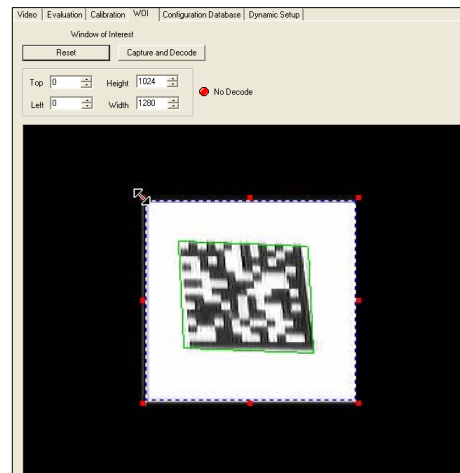 Video Evaluation Calibration WOI Configuration Database Dynamic Setup
Window of Interest
Reset Capture and Decode
Top 0 Height 1024
Left 0 Width 1280
No Decode